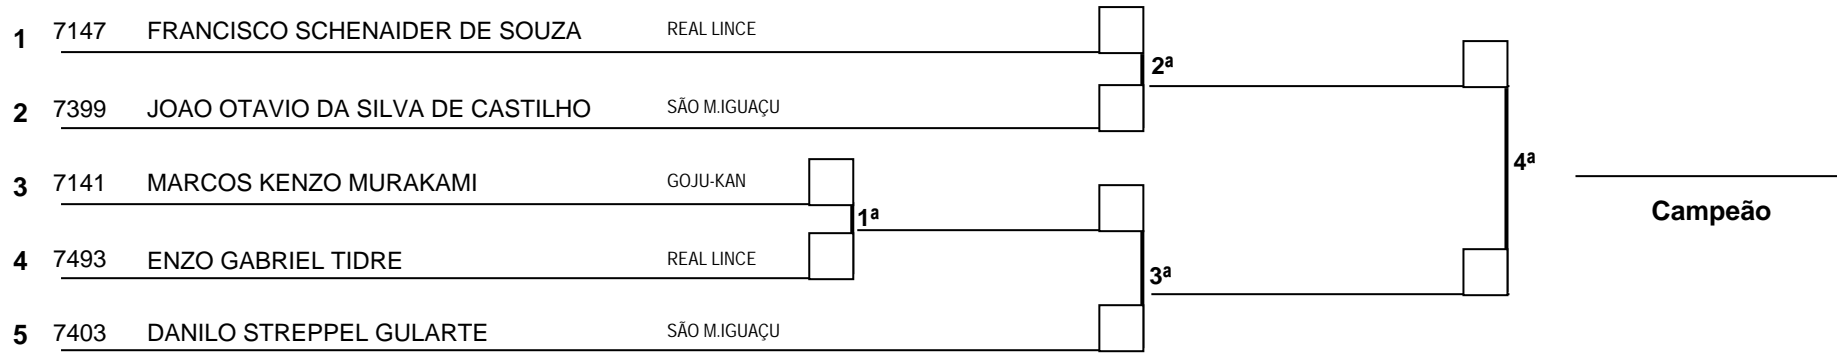 1 7147 FRANCISCO SCHENAIDER DE SOUZA REAL LINCE
2ª
2 7399 JOAO OTAVIO DA SILVA DE CASTILHO SÃO M.IGUAÇU
4ª
3 7141 MARCOS KENZO MURAKAMI GOJU-KAN
1ª
Campeão
4 7493 ENZO GABRIEL TIDRE REAL LINCE
3ª
5 7403 DANILO STREPPEL GULARTE SÃO M.IGUAÇU